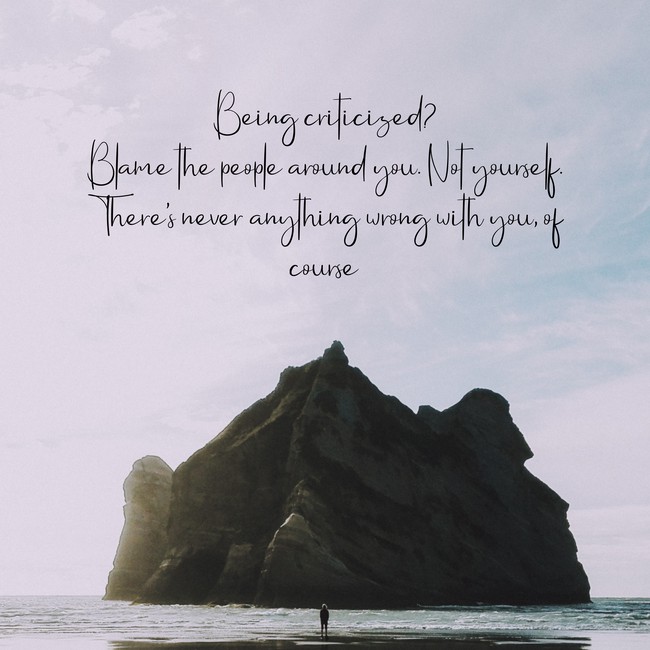 Being criticized?
Blame the people around you. Not yourself.
There's never anything wrong with you, of
course